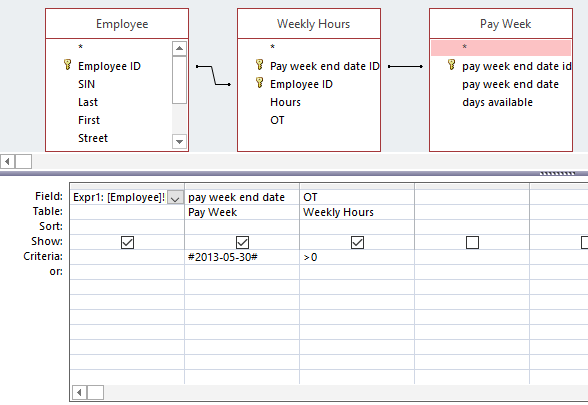 Employee Weekly Hours Pay Week
* * *
Employee ID Pay week end date ID pay week end date id
SIN Employee ID pay week end date
Last Hours days available
First OT
Street
Field: Expr1: [Employee]! pay week end date OT
Table: Pay Week Weekly Hours
Sort:
Show:
Criteria: #2013-05-30# >0
or: